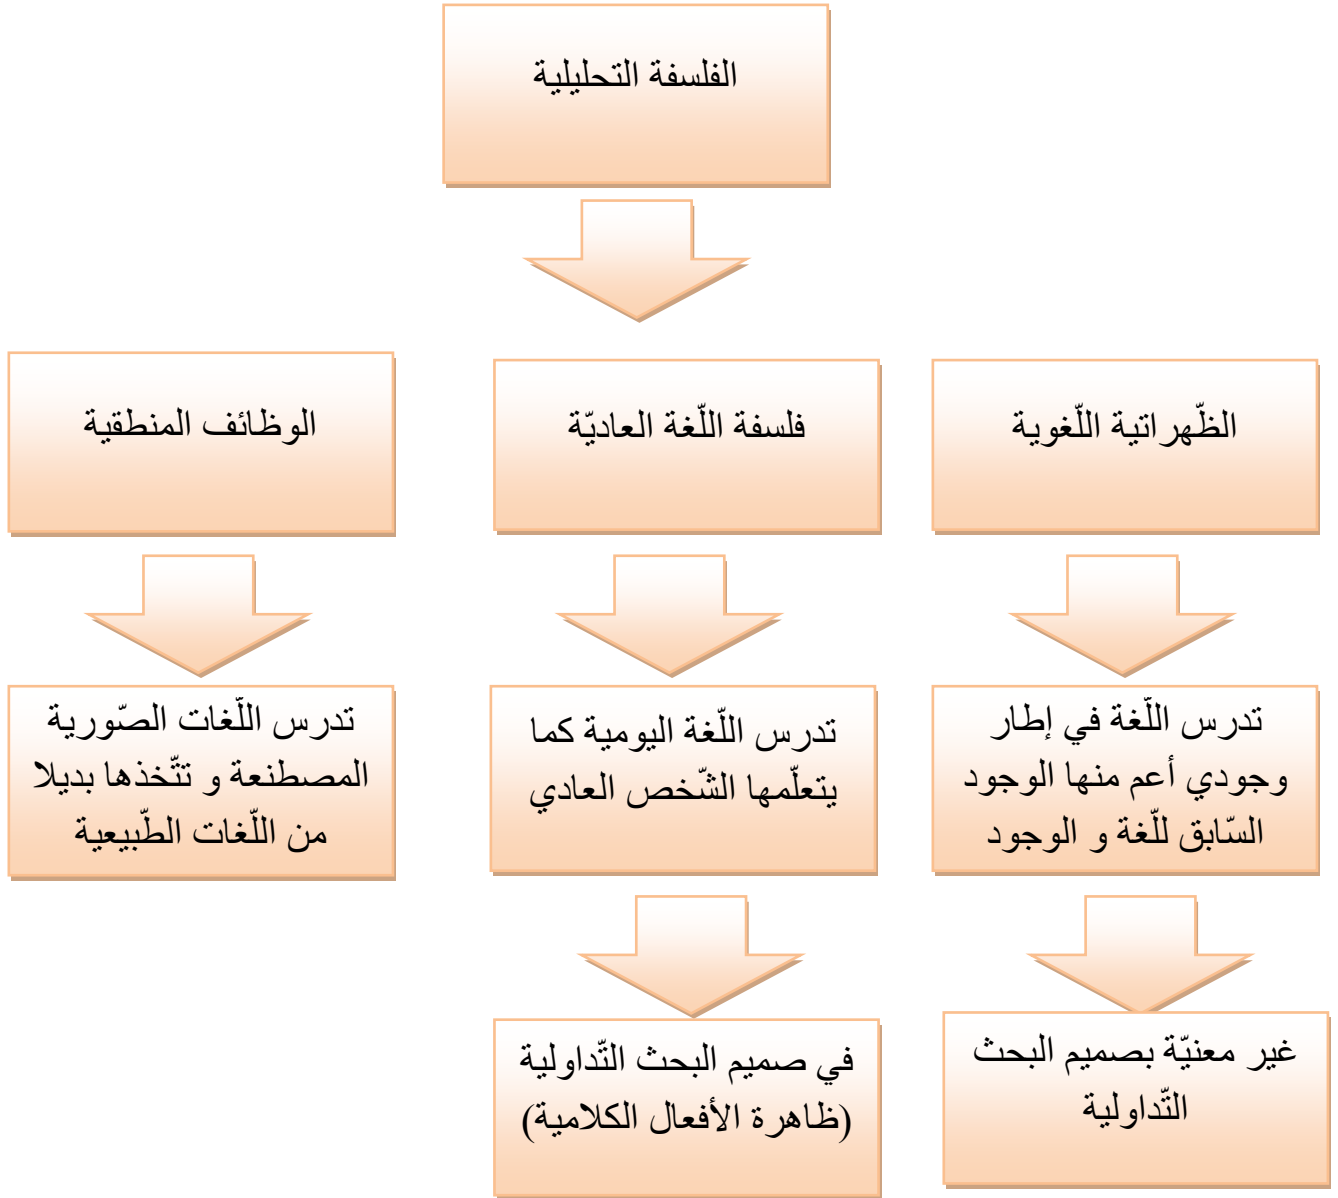 الفلسفة التحليلية
الظّهراتية اللّغوية
فلسفة اللّغة العاديّة
الوظائف المنطقية
تدرس اللّغة في إطار
وجودي أعم منها الوجود
السّابق للّغة و الوجود
تدرس اللّغة اليومية كما
يتعلّمها الشّخص العادي
تدرس اللّغات الصّورية
المصطنعة و تتّخذها بديلا
من اللّغات الطّبيعية
غير معنيّة بصميم البحث
التّداولية
في صميم البحث التّداولية
(ظاهرة الأفعال الكلامية)